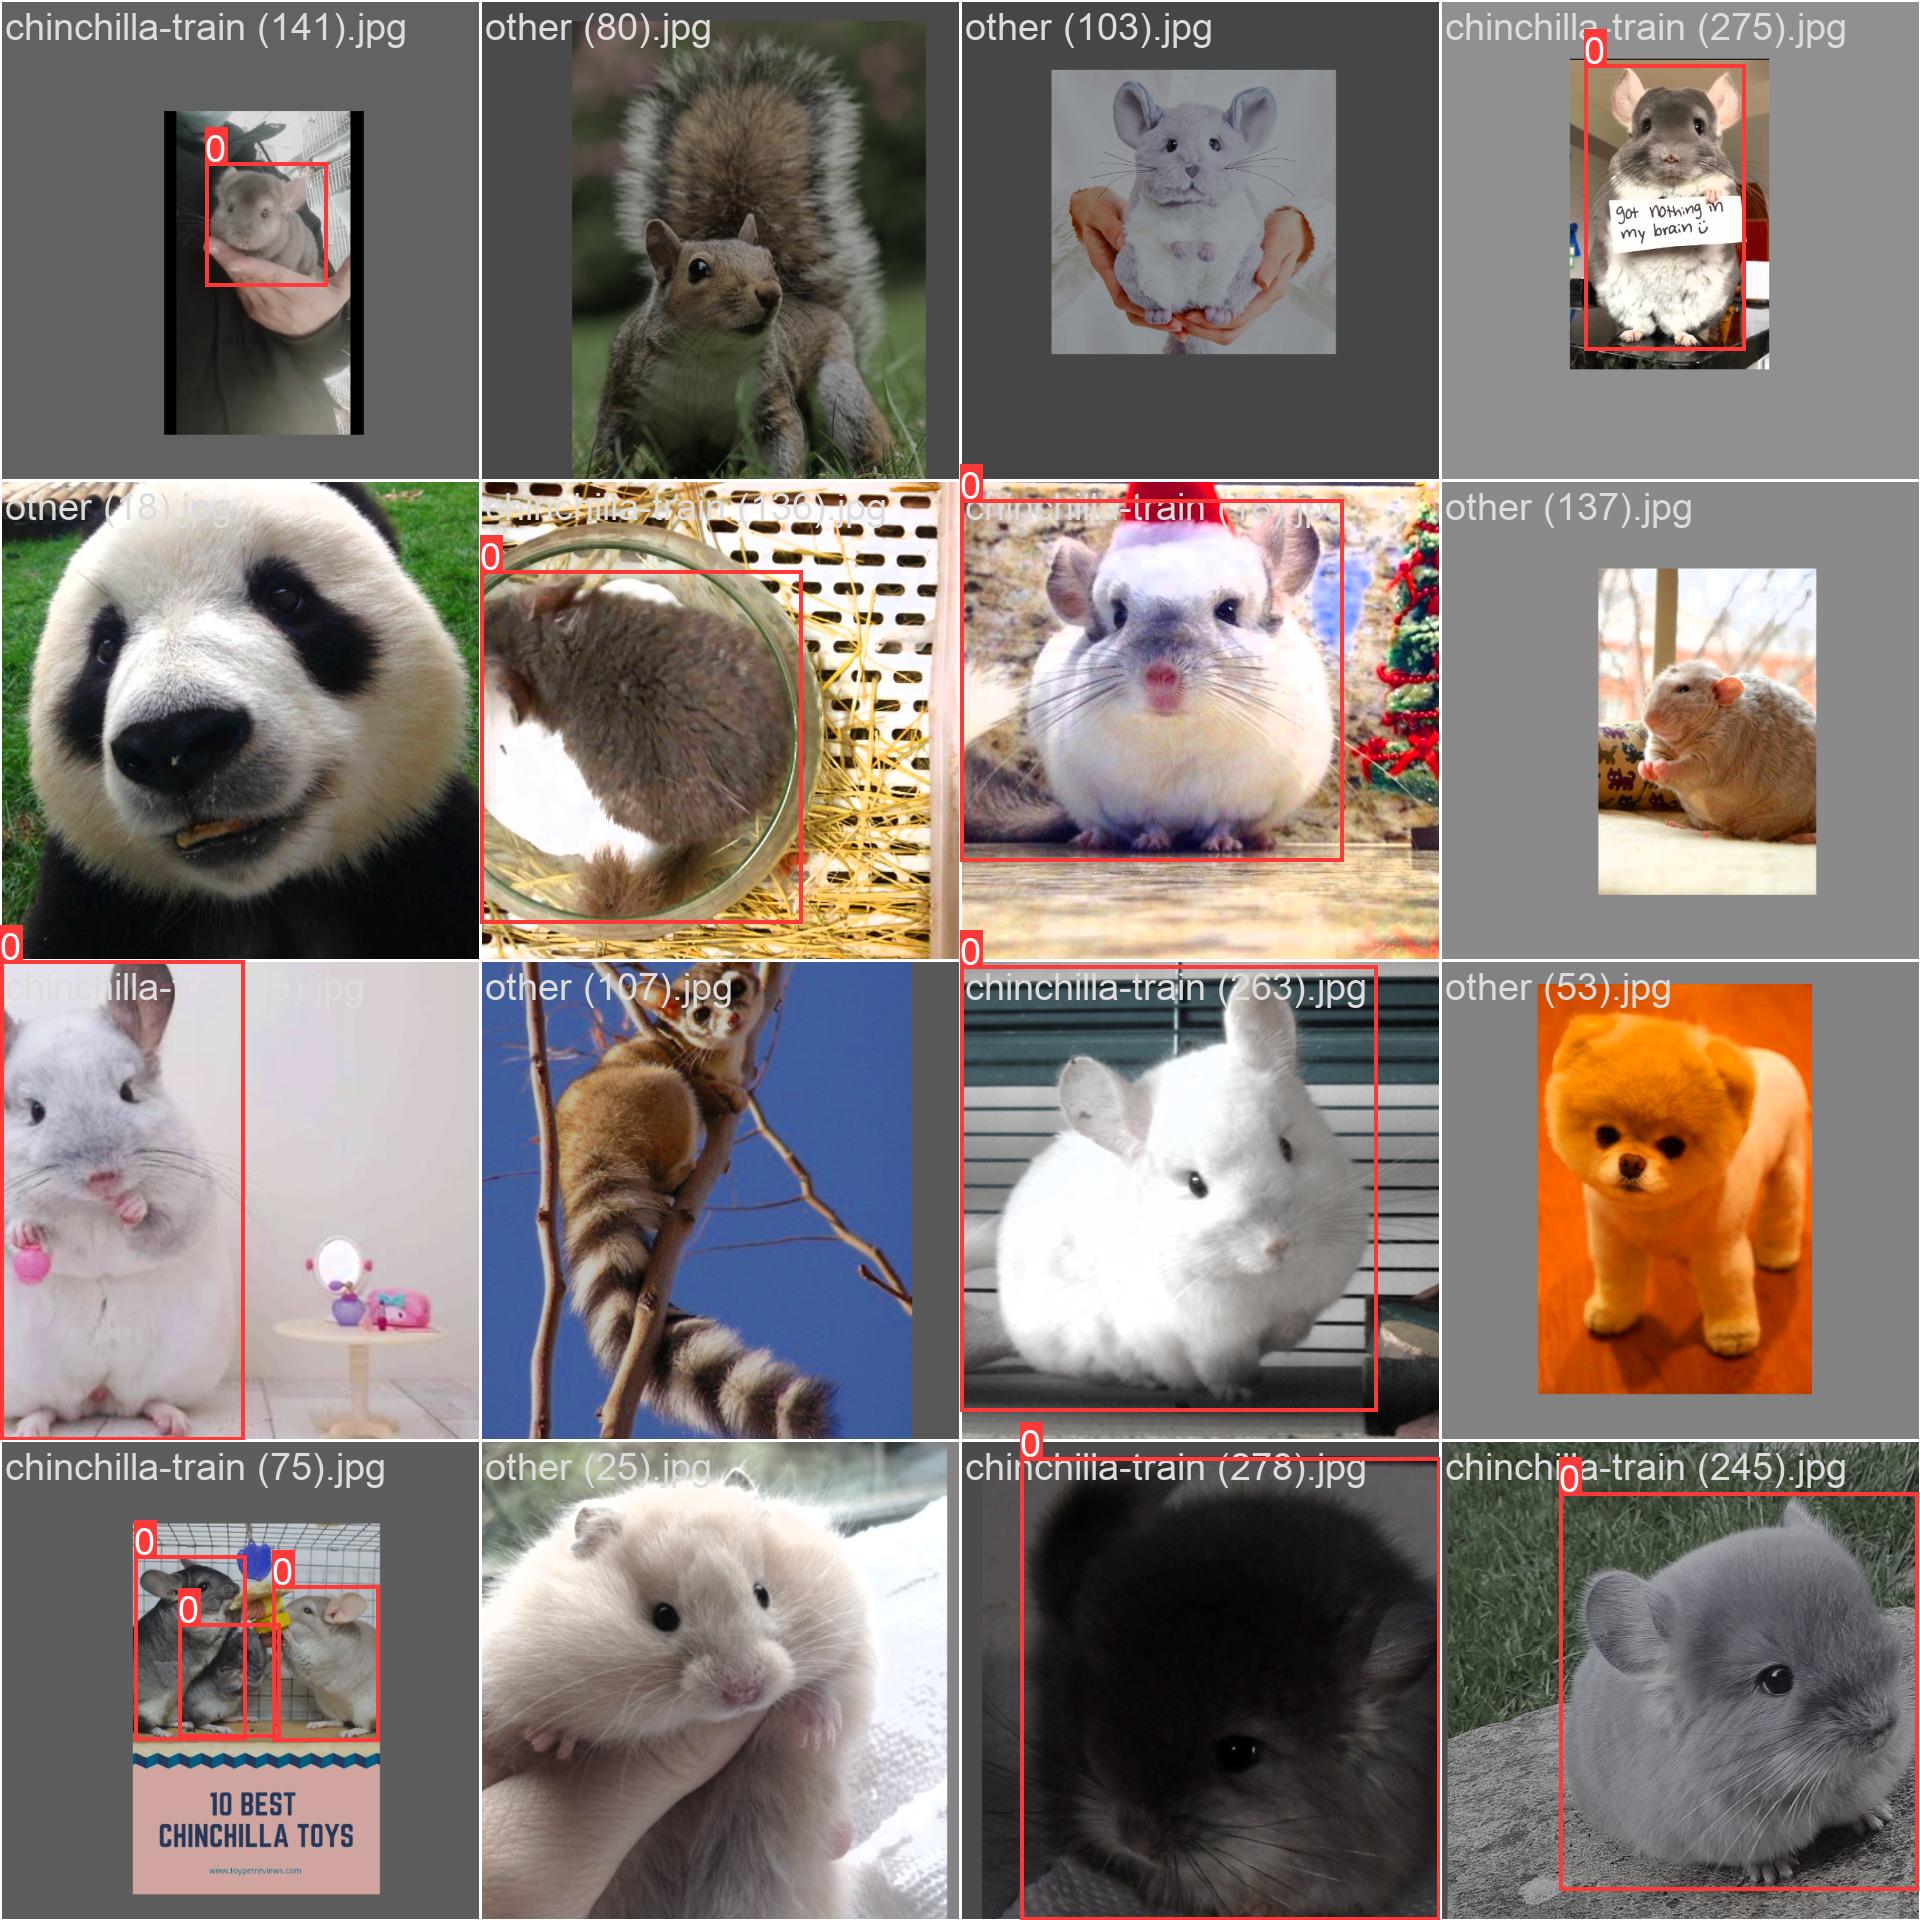 chinchilla-train (141).jpg
other (80).jpg
other (103).jpg
chinchilla-train (275).jpg
0
0
got nothing in
my brain
other (18).jpg
chinchilla-train (136).jpg
0
0
chinchilla-train
.jpg
other (137).jpg
0
chinchilla-
).jpg
other (107).jpg
0
chinchilla-train (263).jpg
other (53).jpg
chinchilla-train (75).jpg
0
0
0
10 BEST
CHINCHILLA TOYS
www.toypetreviews.com
other (25).jpg
0
chinchilla-train (278).jpg
chinchilla-train (245).jpg
0